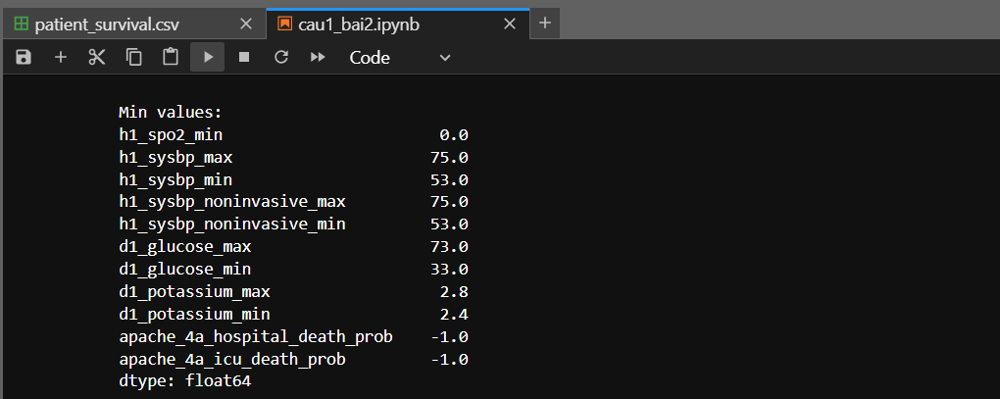 patient_survival.csv
cau1_bai2.ipynb
Code
Min values:
h1_spo2_min 0.0
h1_sysbp_max 75.0
h1_sysbp_min 53.0
h1_sysbp_noninvasive_max 75.0
h1_sysbp_noninvasive_min 53.0
d1_glucose_max 73.0
d1_glucose_min 33.0
d1_potassium_max 2.8
d1_potassium_min 2.4
apache_4a_hospital_death_prob -1.0
apache_4a_icu_death_prob -1.0
dtype: float64